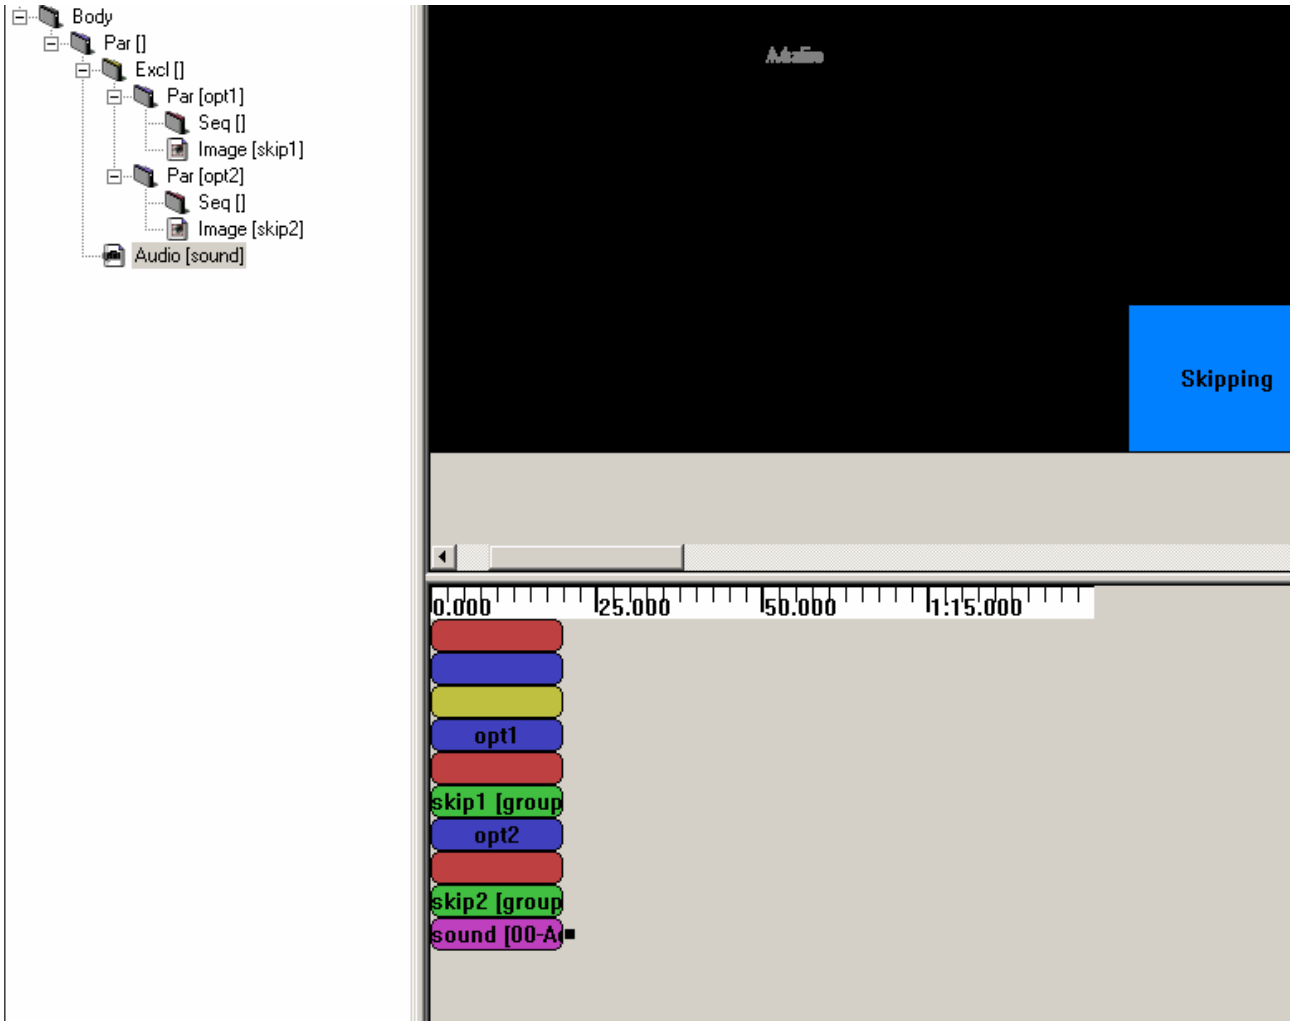 Body
Par []
Excl []
Par [opt1]
Seq []
Image [skip1]
Par [opt2]
Seq []
Image [skip2]
Audio [sound]
Skipping
0.000 25.000 50.000 1:15.000
opt1
skip1 [group
opt2
skip2 [group
sound [00-A